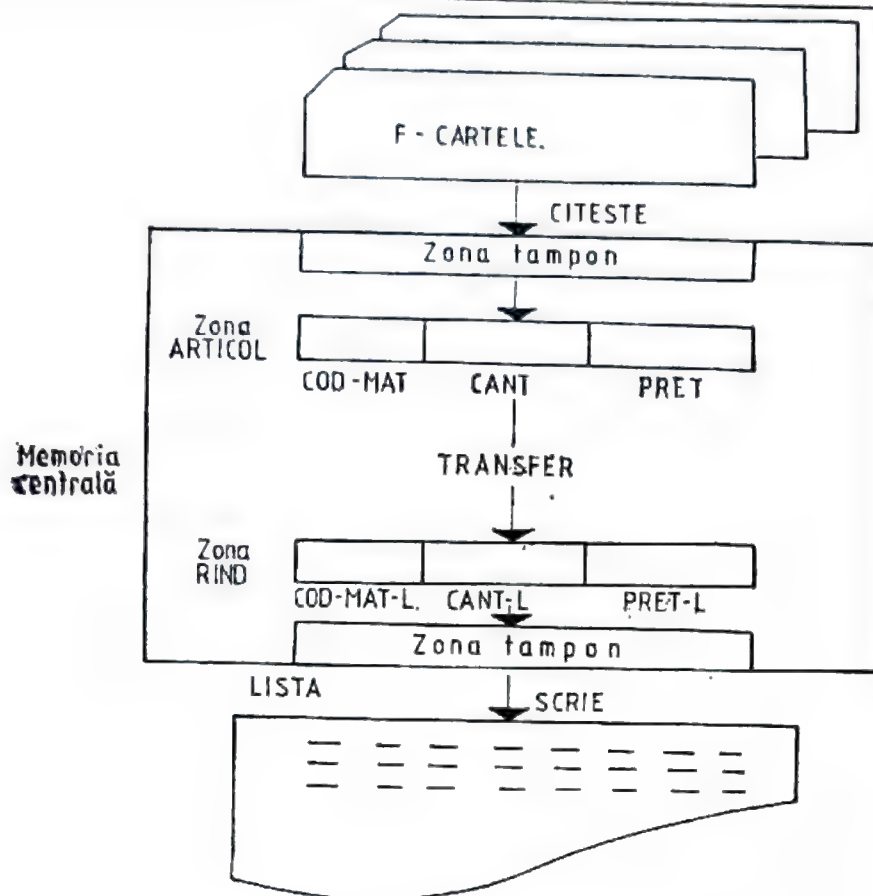 F - CARTELE.
CITESTE
Zona tampon
Zona
ARTICOL
COD-MAT CANT PRET
Memoria
centrală
TRANSFER
Zona
RIND
COD-MAT-L. CANT-L PRET-L
Zona tampon
LISTA
SCRIE